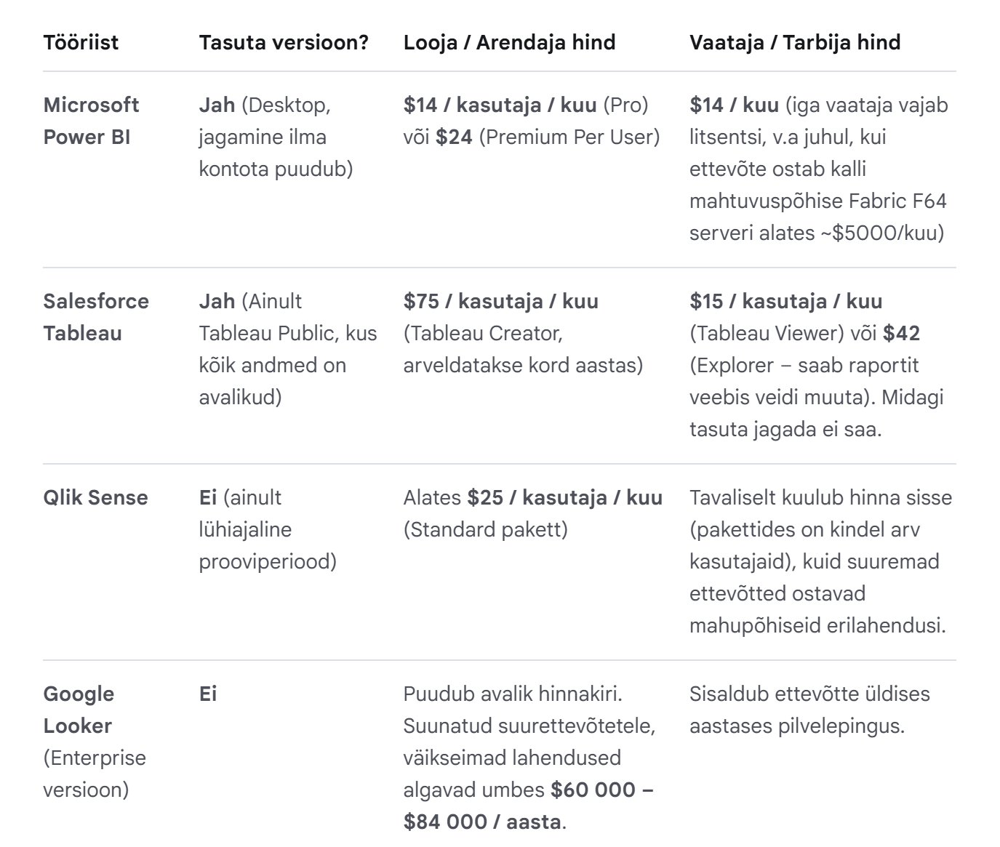 Tööriist
Tasuta versioon?
Looja / Arendaja hind
Vaataja / Tarbija hind
Microsoft
Power BI
Jah (Desktop,
jagamine ilma
kontota puudub)
$14 / kasutaja / kuu (Pro)
või $24 (Premium Per User)
$14 / kuu (iga vaataja vajab
litsentsi, v.a juhul, kui
ettevõte ostab kalli
mahtuvuspõhise Fabric F64
serveri alates ~$5000/kuu)
Salesforce
Tableau
Jah (Ainult
Tableau Public, kus
kõik andmed on
avalikud)
$75 / kasutaja / kuu
(Tableau Creator,
arveldatakse kord aastas)
$15 / kasutaja / kuu
(Tableau Viewer) või $42
(Explorer – saab raportit
veebis veidi muuta). Midagi
tasuta jagada ei saa.
Qlik Sense
Ei (ainult
lühiajaline
prooviperiood)
Alates $25 / kasutaja / kuu
(Standard pakett)
Tavaliselt kuulub hinna sisse
(pakettides on kindel arv
kasutajaid), kuid suuremad
ettevõtted ostavad
mahupõhiseid erilahendusi.
Google
Looker
(Enterprise
versioon)
Ei
Puudub avalik hinnakiri.
Suunatud suurettevõtetele,
väikseimad lahendused
algavad umbes $60 000 –
$84 000 / aasta.
Sisaldub ettevõtte üldises
aastases pilvelepingus.